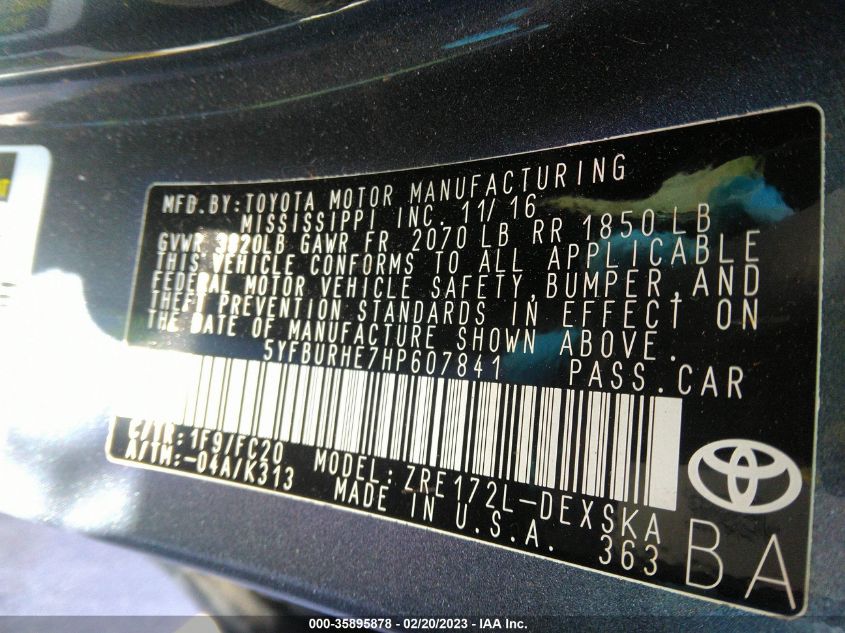 MFD.BY:TOYOTA MOTOR MANUFACTURING
MISSISSIPPI INC. 11/16
GVWR 3820LB GAWR FR 2070 LB RR 1850 LB
THIS VEHICLE CONFORMS TO ALL APPLICABLE
FEDERAL MOTOR VEHICLE SAFETY,BUMPER,AND
THEFT PREVENTION STANDARDS IN EFFECT ON
THE DATE OF MANUFACTURE SHOWN ABOVE.
5YFBURHE7HP607841 PASS.CAR
C/TR:1F9/FC20 MODEL:ZRE172L-DEXSKA
A/TM:-04A/K313 MADE IN U.S.A. 363
BA
000-35895878 - 02/20/2023 - IAA Inc.